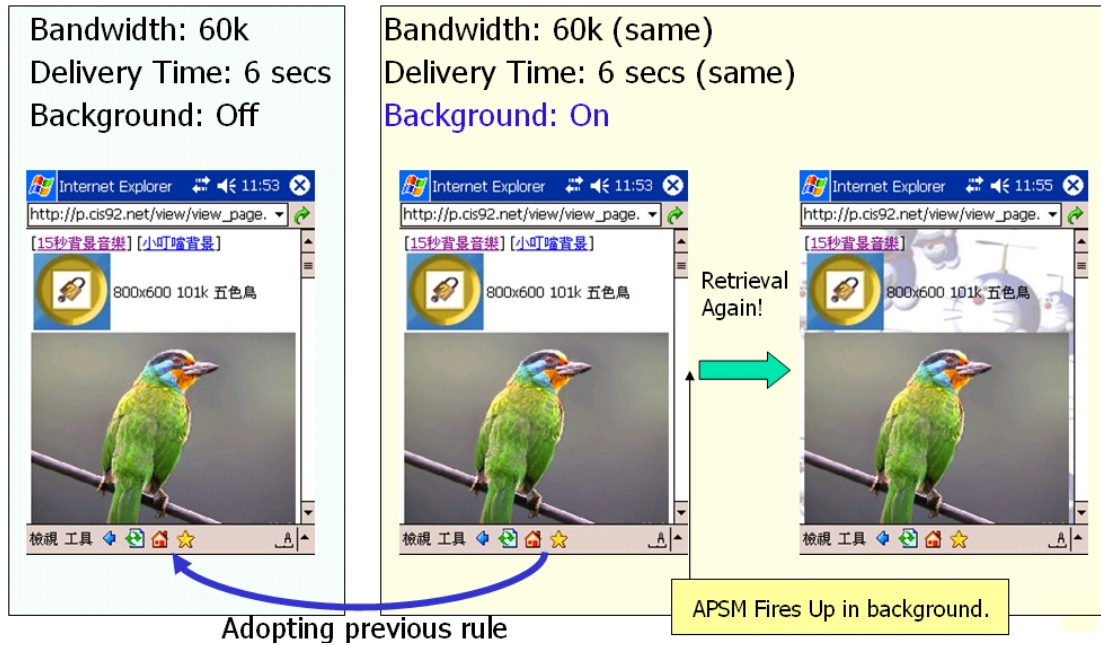 Bandwidth: 60k
Delivery Time: 6 secs
Background: Off
Internet Explorer 11:53
http://p.cis92.net/view/view_page.
[15秒背景音樂] [小叮噹背景]
800x600 101k 五色鳥
檢視 工具
Bandwidth: 60k (same)
Delivery Time: 6 secs (same)
Background: On
Internet Explorer 11:53
http://p.cis92.net/view/view_page.
[15秒背景音樂] [小叮噹背景]
800x600 101k 五色鳥
檢視 工具
Retrieval
Again!
Internet Explorer 11:55
http://p.cis92.net/view/view_page.
[15秒背景音樂]
800x600 101k 五色鳥
檢視 工具
APSM Fires Up in background.
Adopting previous rule